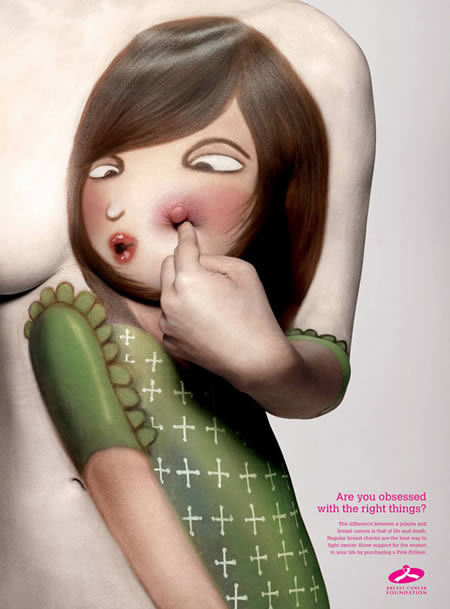 Are you obsessed
with the right things?
The difference between a pimple and
breast cancer is that of life and death.
Regular breast checks are the best way to
fight cancer. Show support for the women
in your life by purchasing a Pink Ribbon.
BREAST CANCER
FOUNDATION